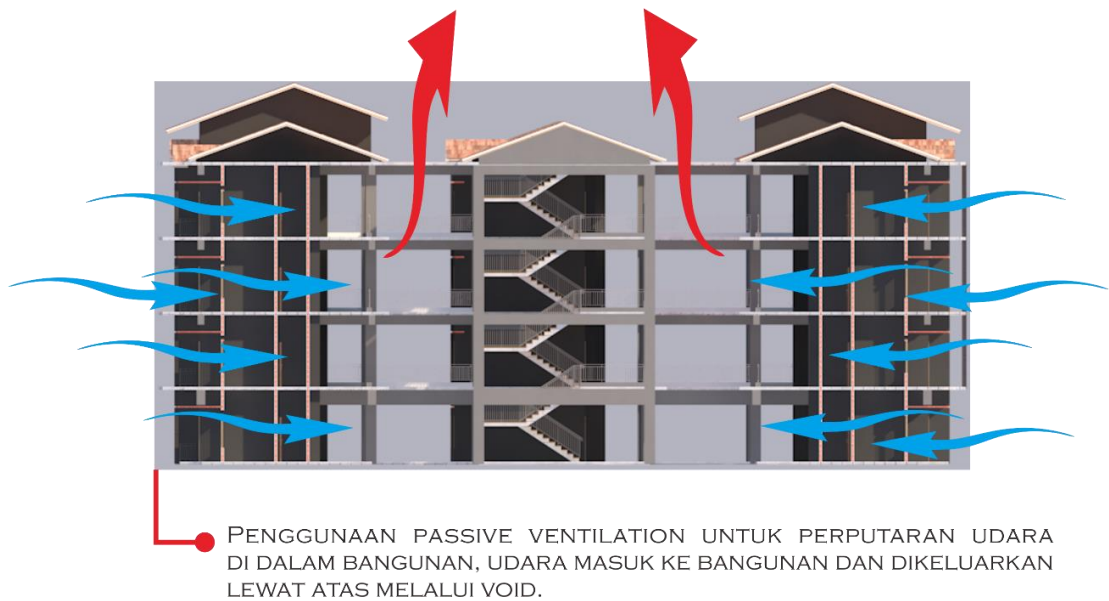 PENGGUNAAN PASSIVE VENTILATION UNTUK PERPUTARAN UDARA
DI DALAM BANGUNAN, UDARA MASUK KE BANGUNAN DAN DIKELUARKAN
LEWAT ATAS MELALUI VOID.